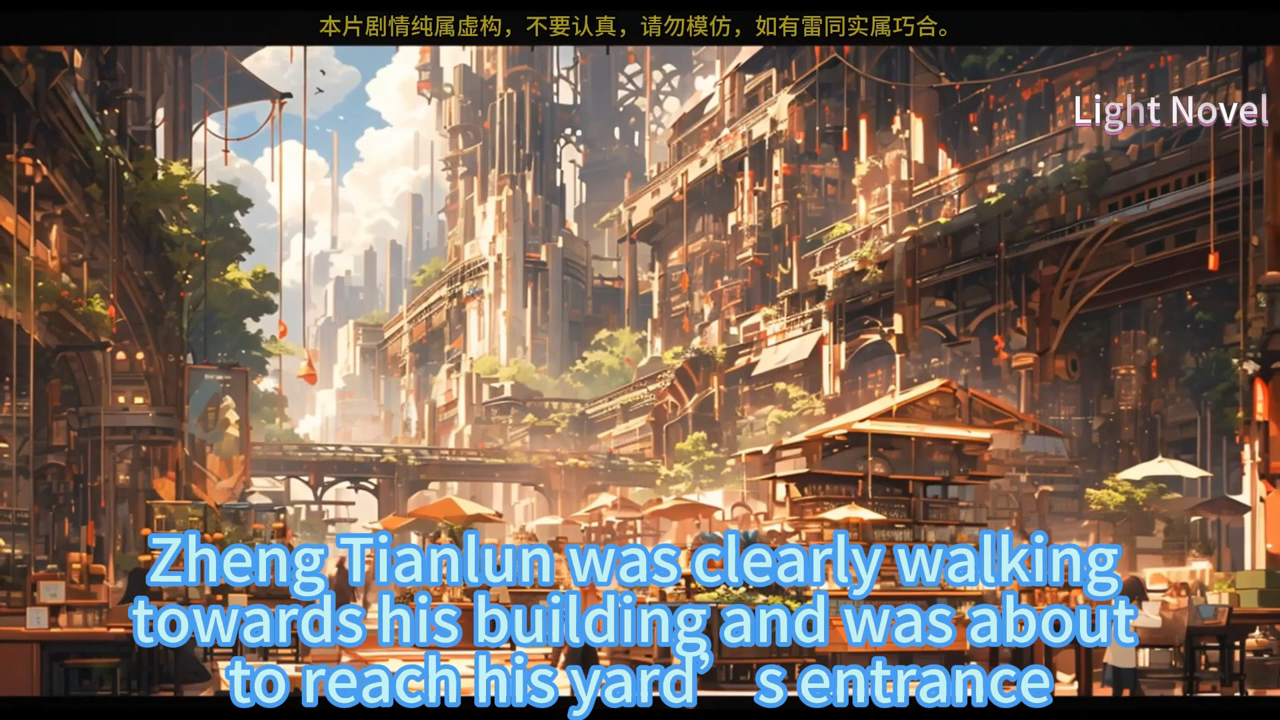 本片剧情纯属虚构，不要认真，请勿模仿，如有雷同实属巧合。
Light Novel
Zheng Tianlun was clearly walking
towards his building and was about
to reach his yard’ s entrance